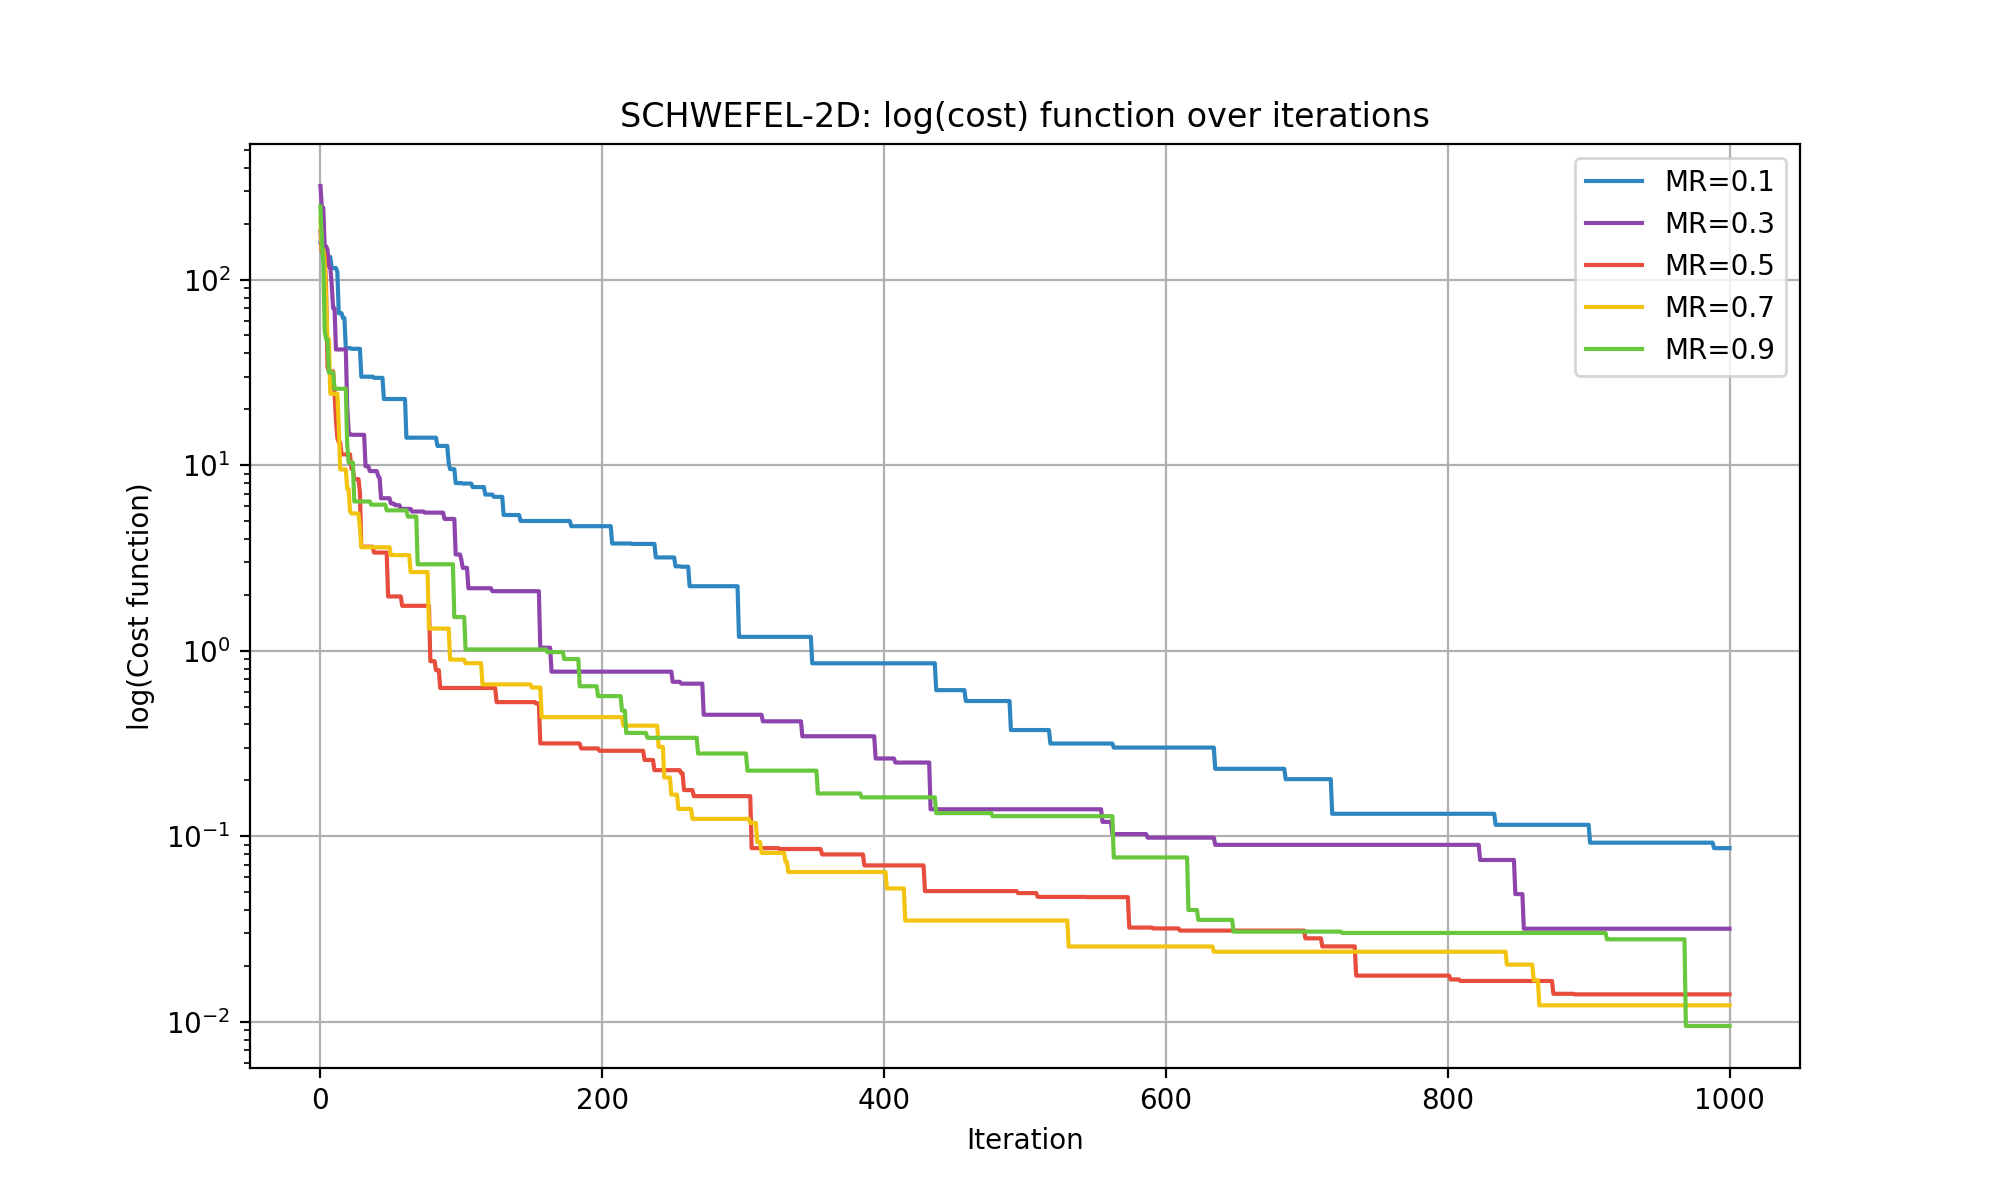 SCHWEFEL-2D: log(cost) function over iterations
MR=0.1
MR=0.3
MR=0.5
MR=0.7
MR=0.9
10²
10¹
10⁰
10⁻¹
10⁻²
log(Cost function)
0 200 400 600 800 1000
Iteration